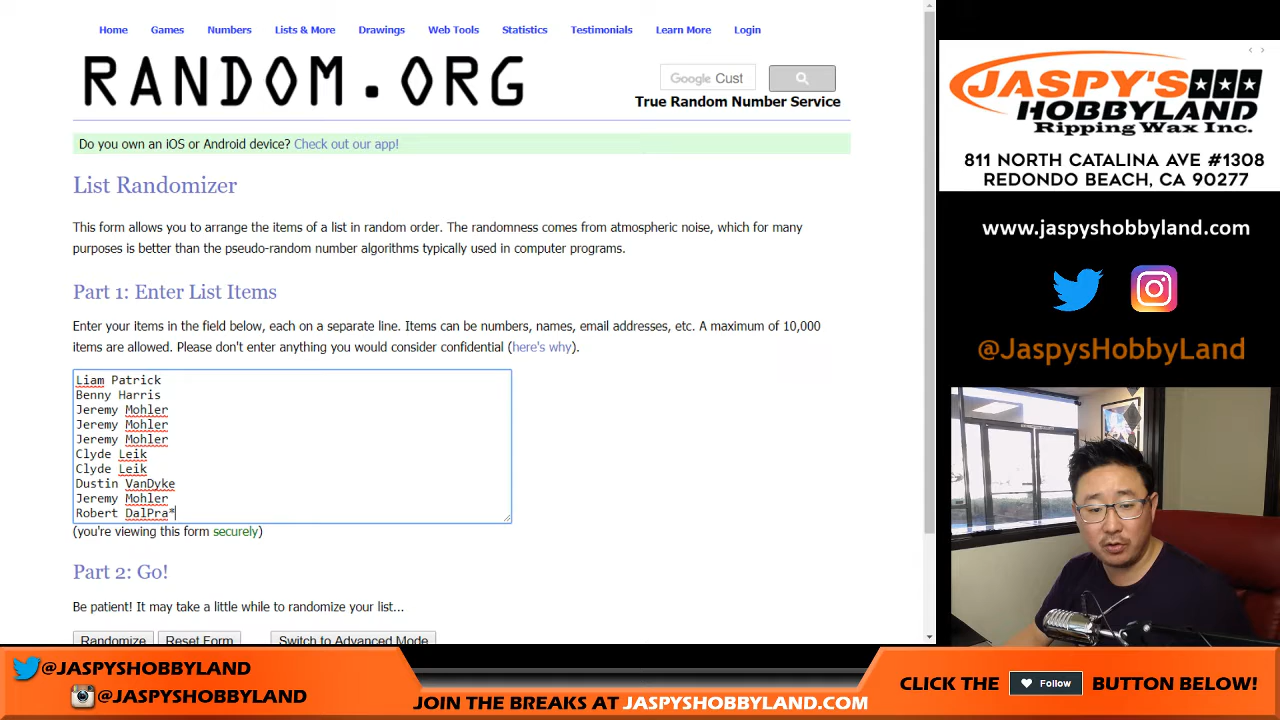 Home Games Numbers Lists & More Drawings Web Tools Statistics Testimonials Learn More Login
RANDOM.ORG
Google Cust
True Random Number Service
Do you own an iOS or Android device? Check out our app!
List Randomizer
This form allows you to arrange the items of a list in random order. The randomness comes from atmospheric noise, which for many
purposes is better than the pseudo-random number algorithms typically used in computer programs.
Part 1: Enter List Items
Enter your items in the field below, each on a separate line. Items can be numbers, names, email addresses, etc. A maximum of 10,000
items are allowed. Please don't enter anything you would consider confidential (here's why).
Liam Patrick
Benny Harris
Jeremy Mohler
Jeremy Mohler
Jeremy Mohler
Clyde Leik
Clyde Leik
Dustin VanDyke
Jeremy Mohler
Robert DalPra*
(you're viewing this form securely)
Part 2: Go!
Be patient! It may take a little while to randomize your list...
Randomize Reset Form Switch to Advanced Mode
JASPY'S
HOBBYLAND
Ripping Wax Inc.
811 NORTH CATALINA AVE #1308
REDONDO BEACH, CA 90277
www.jaspyshobbyland.com
@JaspysHobbyLand
@JASPYSHOBBYLAND
@JASPYSHOBBYLAND
JOIN THE BREAKS AT JASPYSHOBBYLAND.COM
CLICK THE Follow BUTTON BELOW!